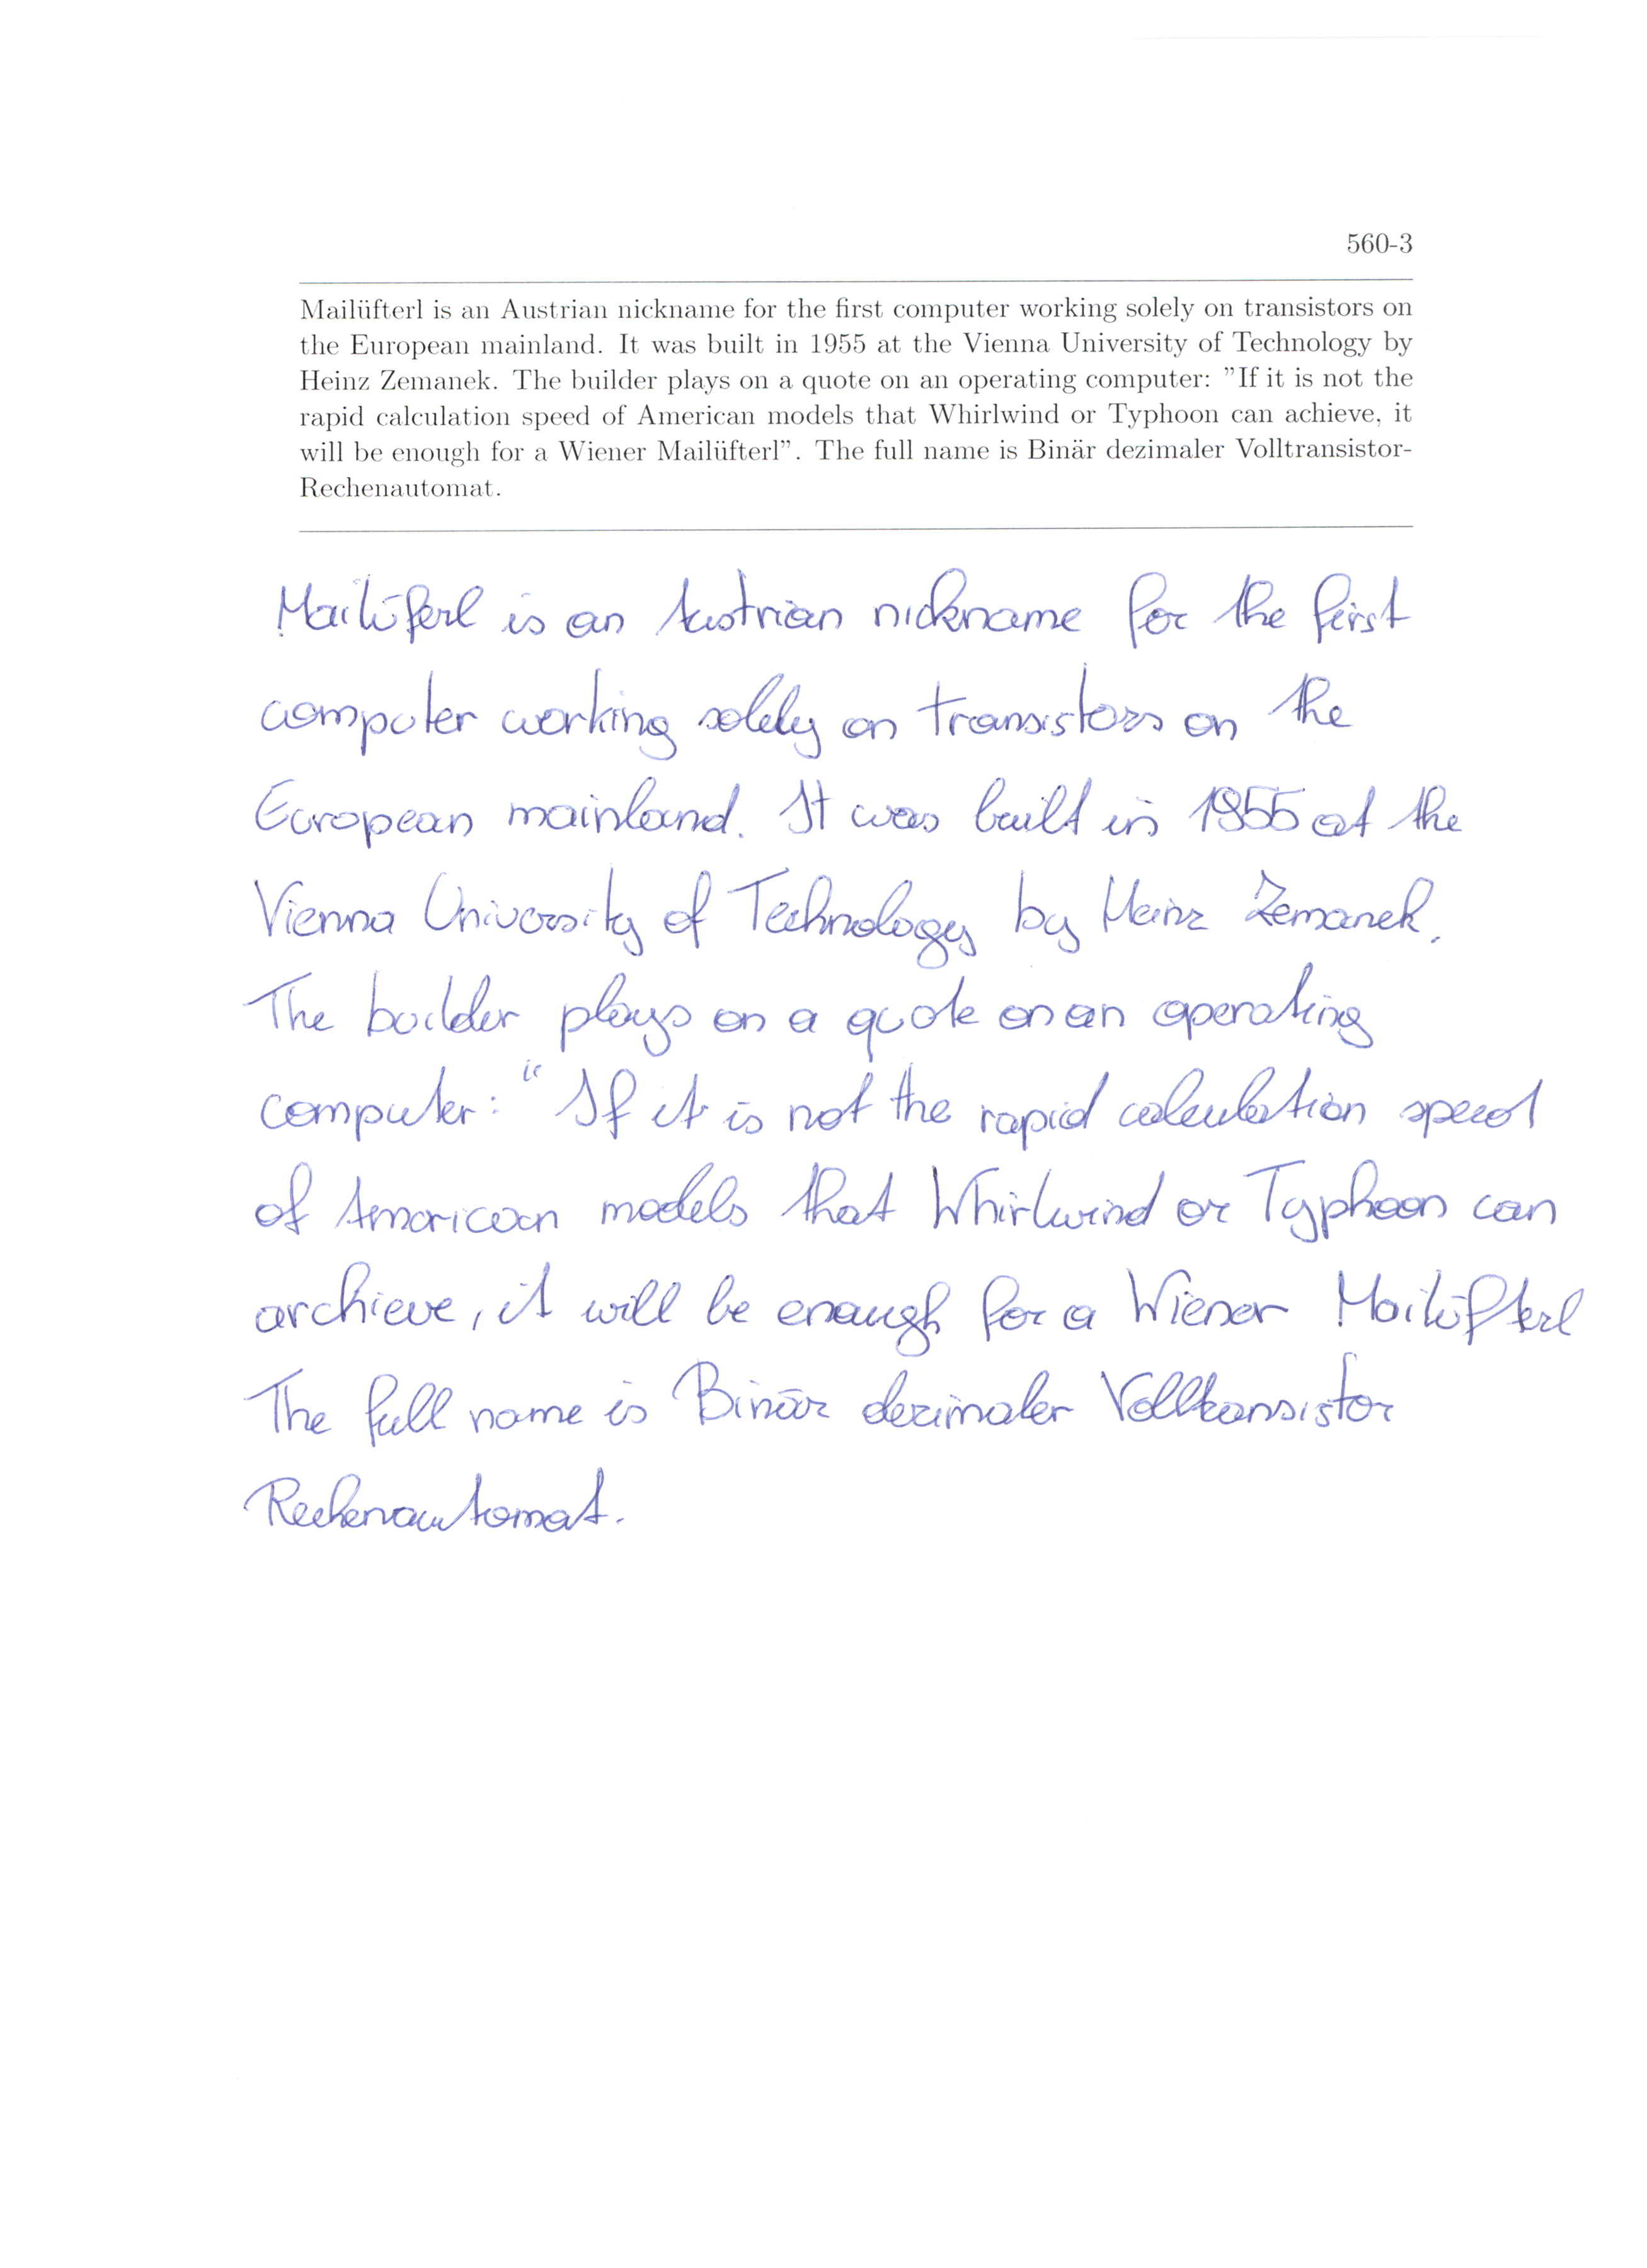 560-3
Mailüfterl is an Austrian nickname for the first computer working solely on transistors on
the European mainland. It was built in 1955 at the Vienna University of Technology by
Heinz Zemanek. The builder plays on a quote on an operating computer: "If it is not the
rapid calculation speed of American models that Whirlwind or Typhoon can achieve, it
will be enough for a Wiener Mailüfterl". The full name is Binär dezimaler Volltransistor-
Rechenautomat.
Mailüferl is an Austrian nickname for the first
computer working solely on transistors on the
European mainland. It was built in 1955 at the
Vienna University of Technology by Heinz Zemanek.
The builder plays on a quote on an operating
computer: “If it is not the rapid calculation speed
of American models that Whirlwind or Typhoon can
archieve, it will be enough for a Wiener Mailüfterl
The full name is Binär dezimaler Volltransistor
Rechenautomat.